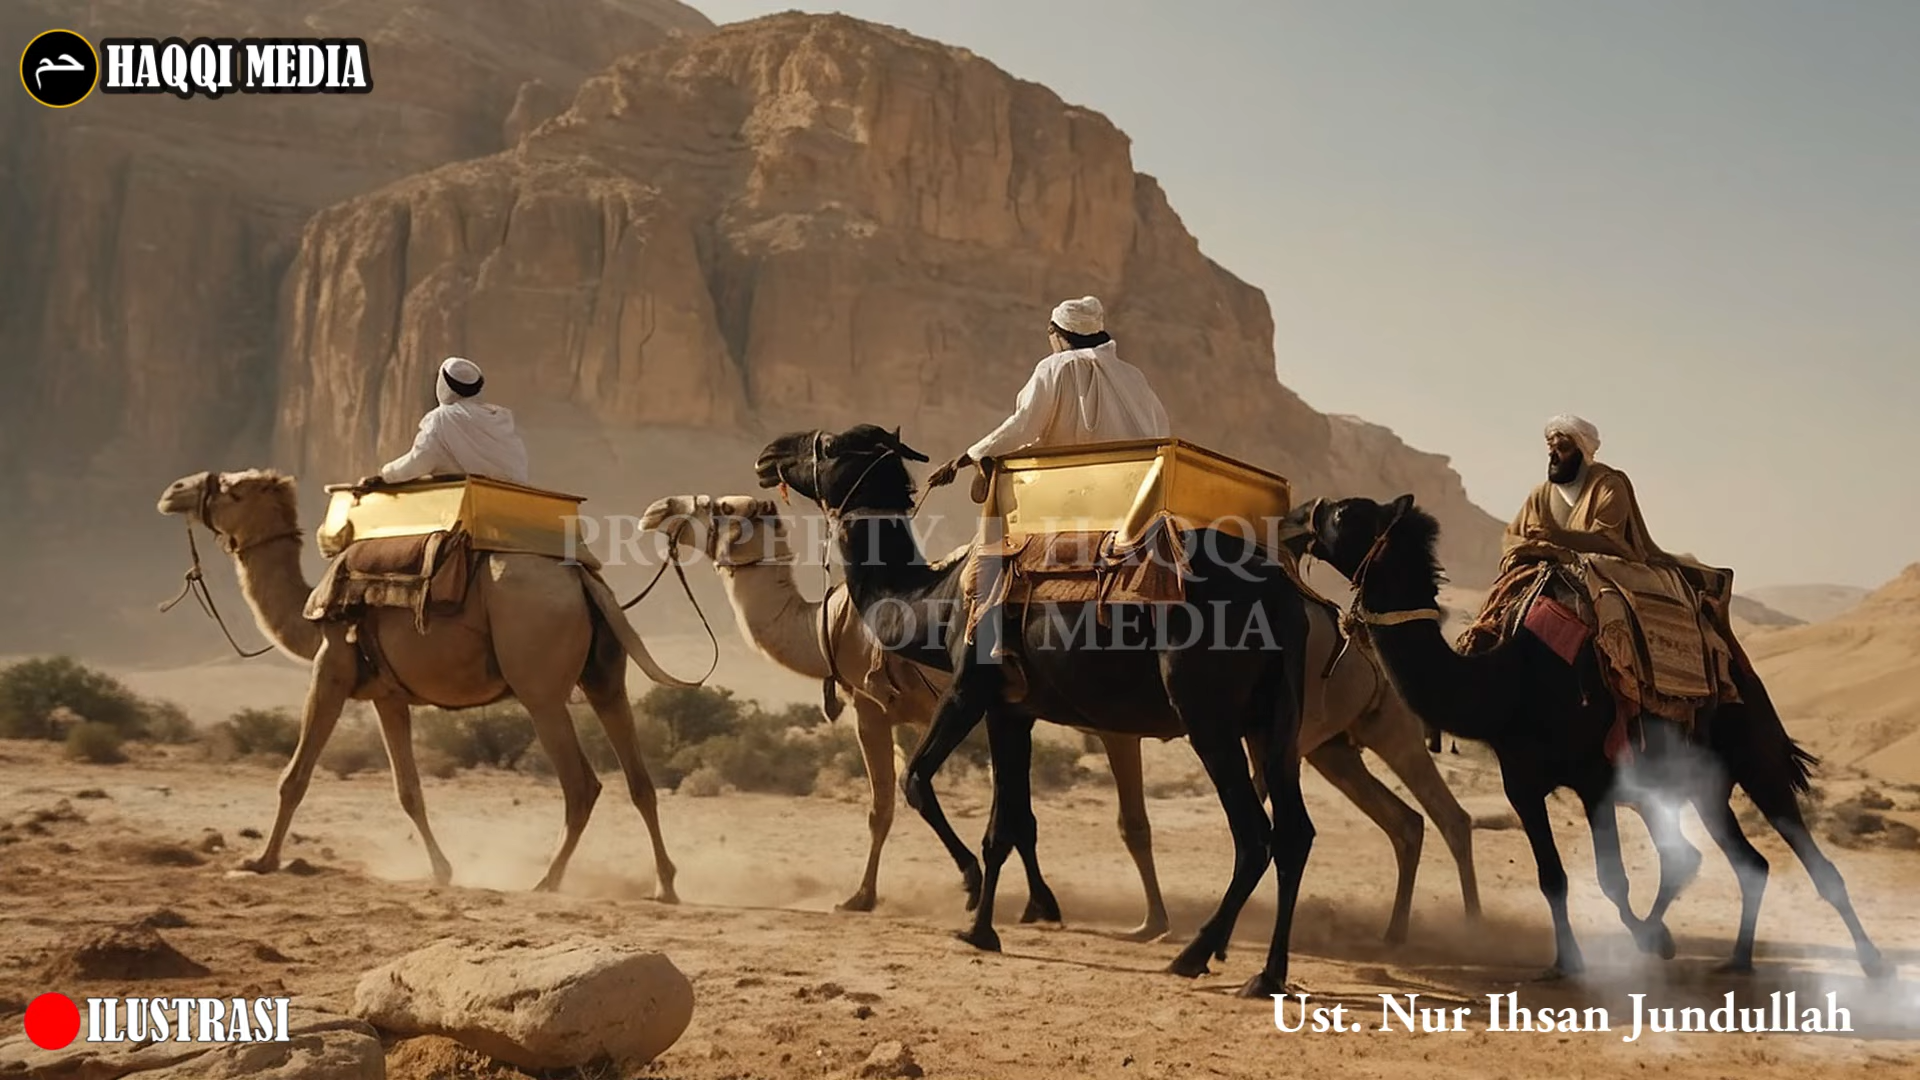 حم HAQQI MEDIA
PROPERTY | HAQQI
OF | MEDIA
ILUSTRASI
Ust. Nur Ihsan Jundullah